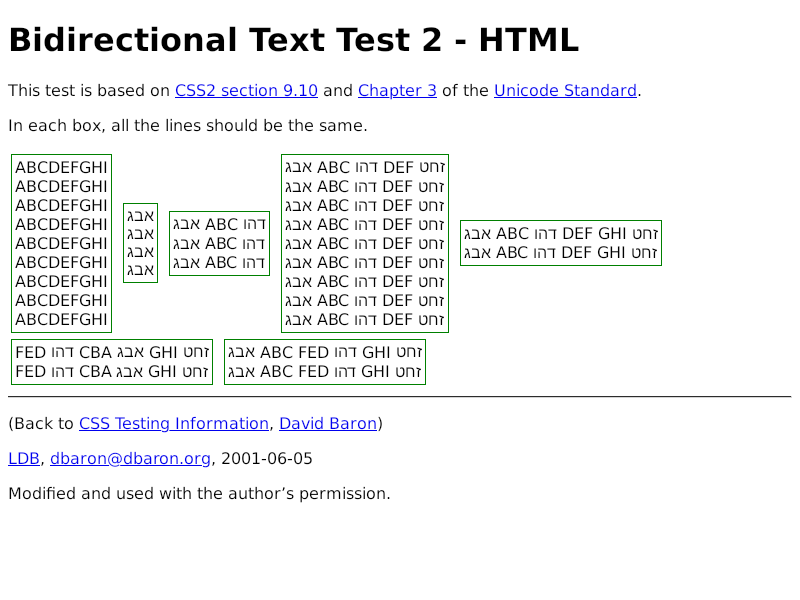 Bidirectional Text Test 2 - HTML
This test is based on CSS2 section 9.10 and Chapter 3 of the Unicode Standard.
In each box, all the lines should be the same.
ABCDEFGHI
ABCDEFGHI
ABCDEFGHI
ABCDEFGHI
ABCDEFGHI
ABCDEFGHI
ABCDEFGHI
ABCDEFGHI
ABCDEFGHI
אבג
אבג
אבג
אבג
אבג ABC דהו
אבג ABC דהו
אבג ABC דהו
אבג ABC דהו DEF זחט
אבג ABC דהו DEF זחט
אבג ABC דהו DEF זחט
אבג ABC דהו DEF זחט
אבג ABC דהו DEF זחט
אבג ABC דהו DEF זחט
אבג ABC דהו DEF זחט
אבג ABC דהו DEF זחט
אבג ABC דהו DEF זחט
אבג ABC דהו DEF GHI זחט
אבג ABC דהו DEF GHI זחט
FED דהו CBA אבג GHI זחט
FED דהו CBA אבג GHI זחט
אבג ABC FED דהו GHI זחט
אבג ABC FED דהו GHI זחט
(Back to CSS Testing Information, David Baron)
LDB, dbaron@dbaron.org, 2001-06-05
Modified and used with the author’s permission.